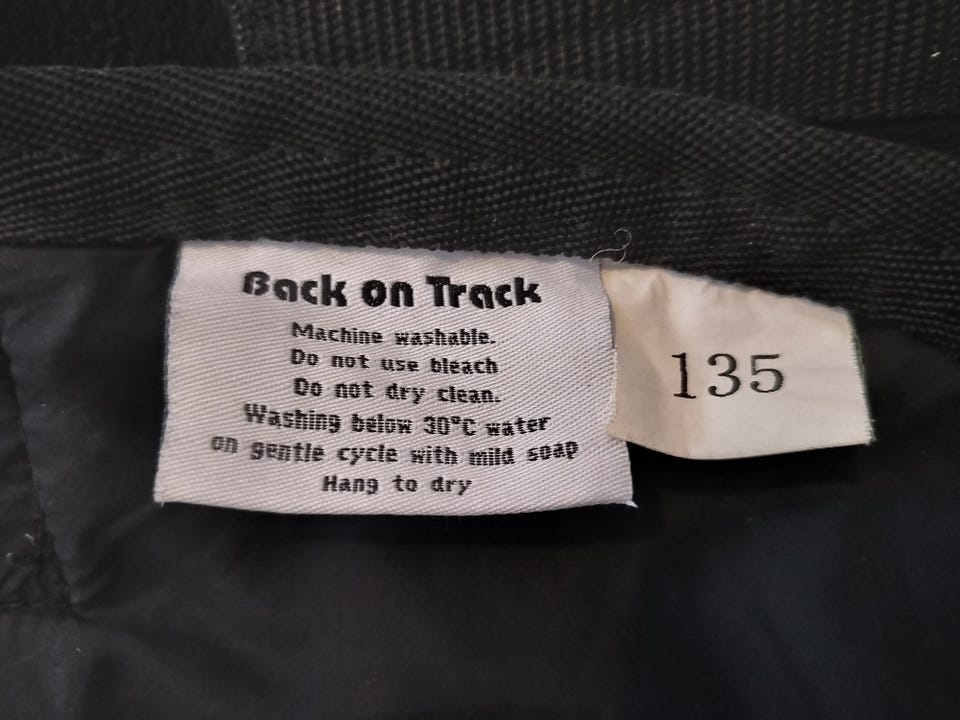 Back on Track
Machine washable.
Do not use bleach
Do not dry clean.
Washing below 30°C water
on gentle cycle with mild soap
Hang to dry
135